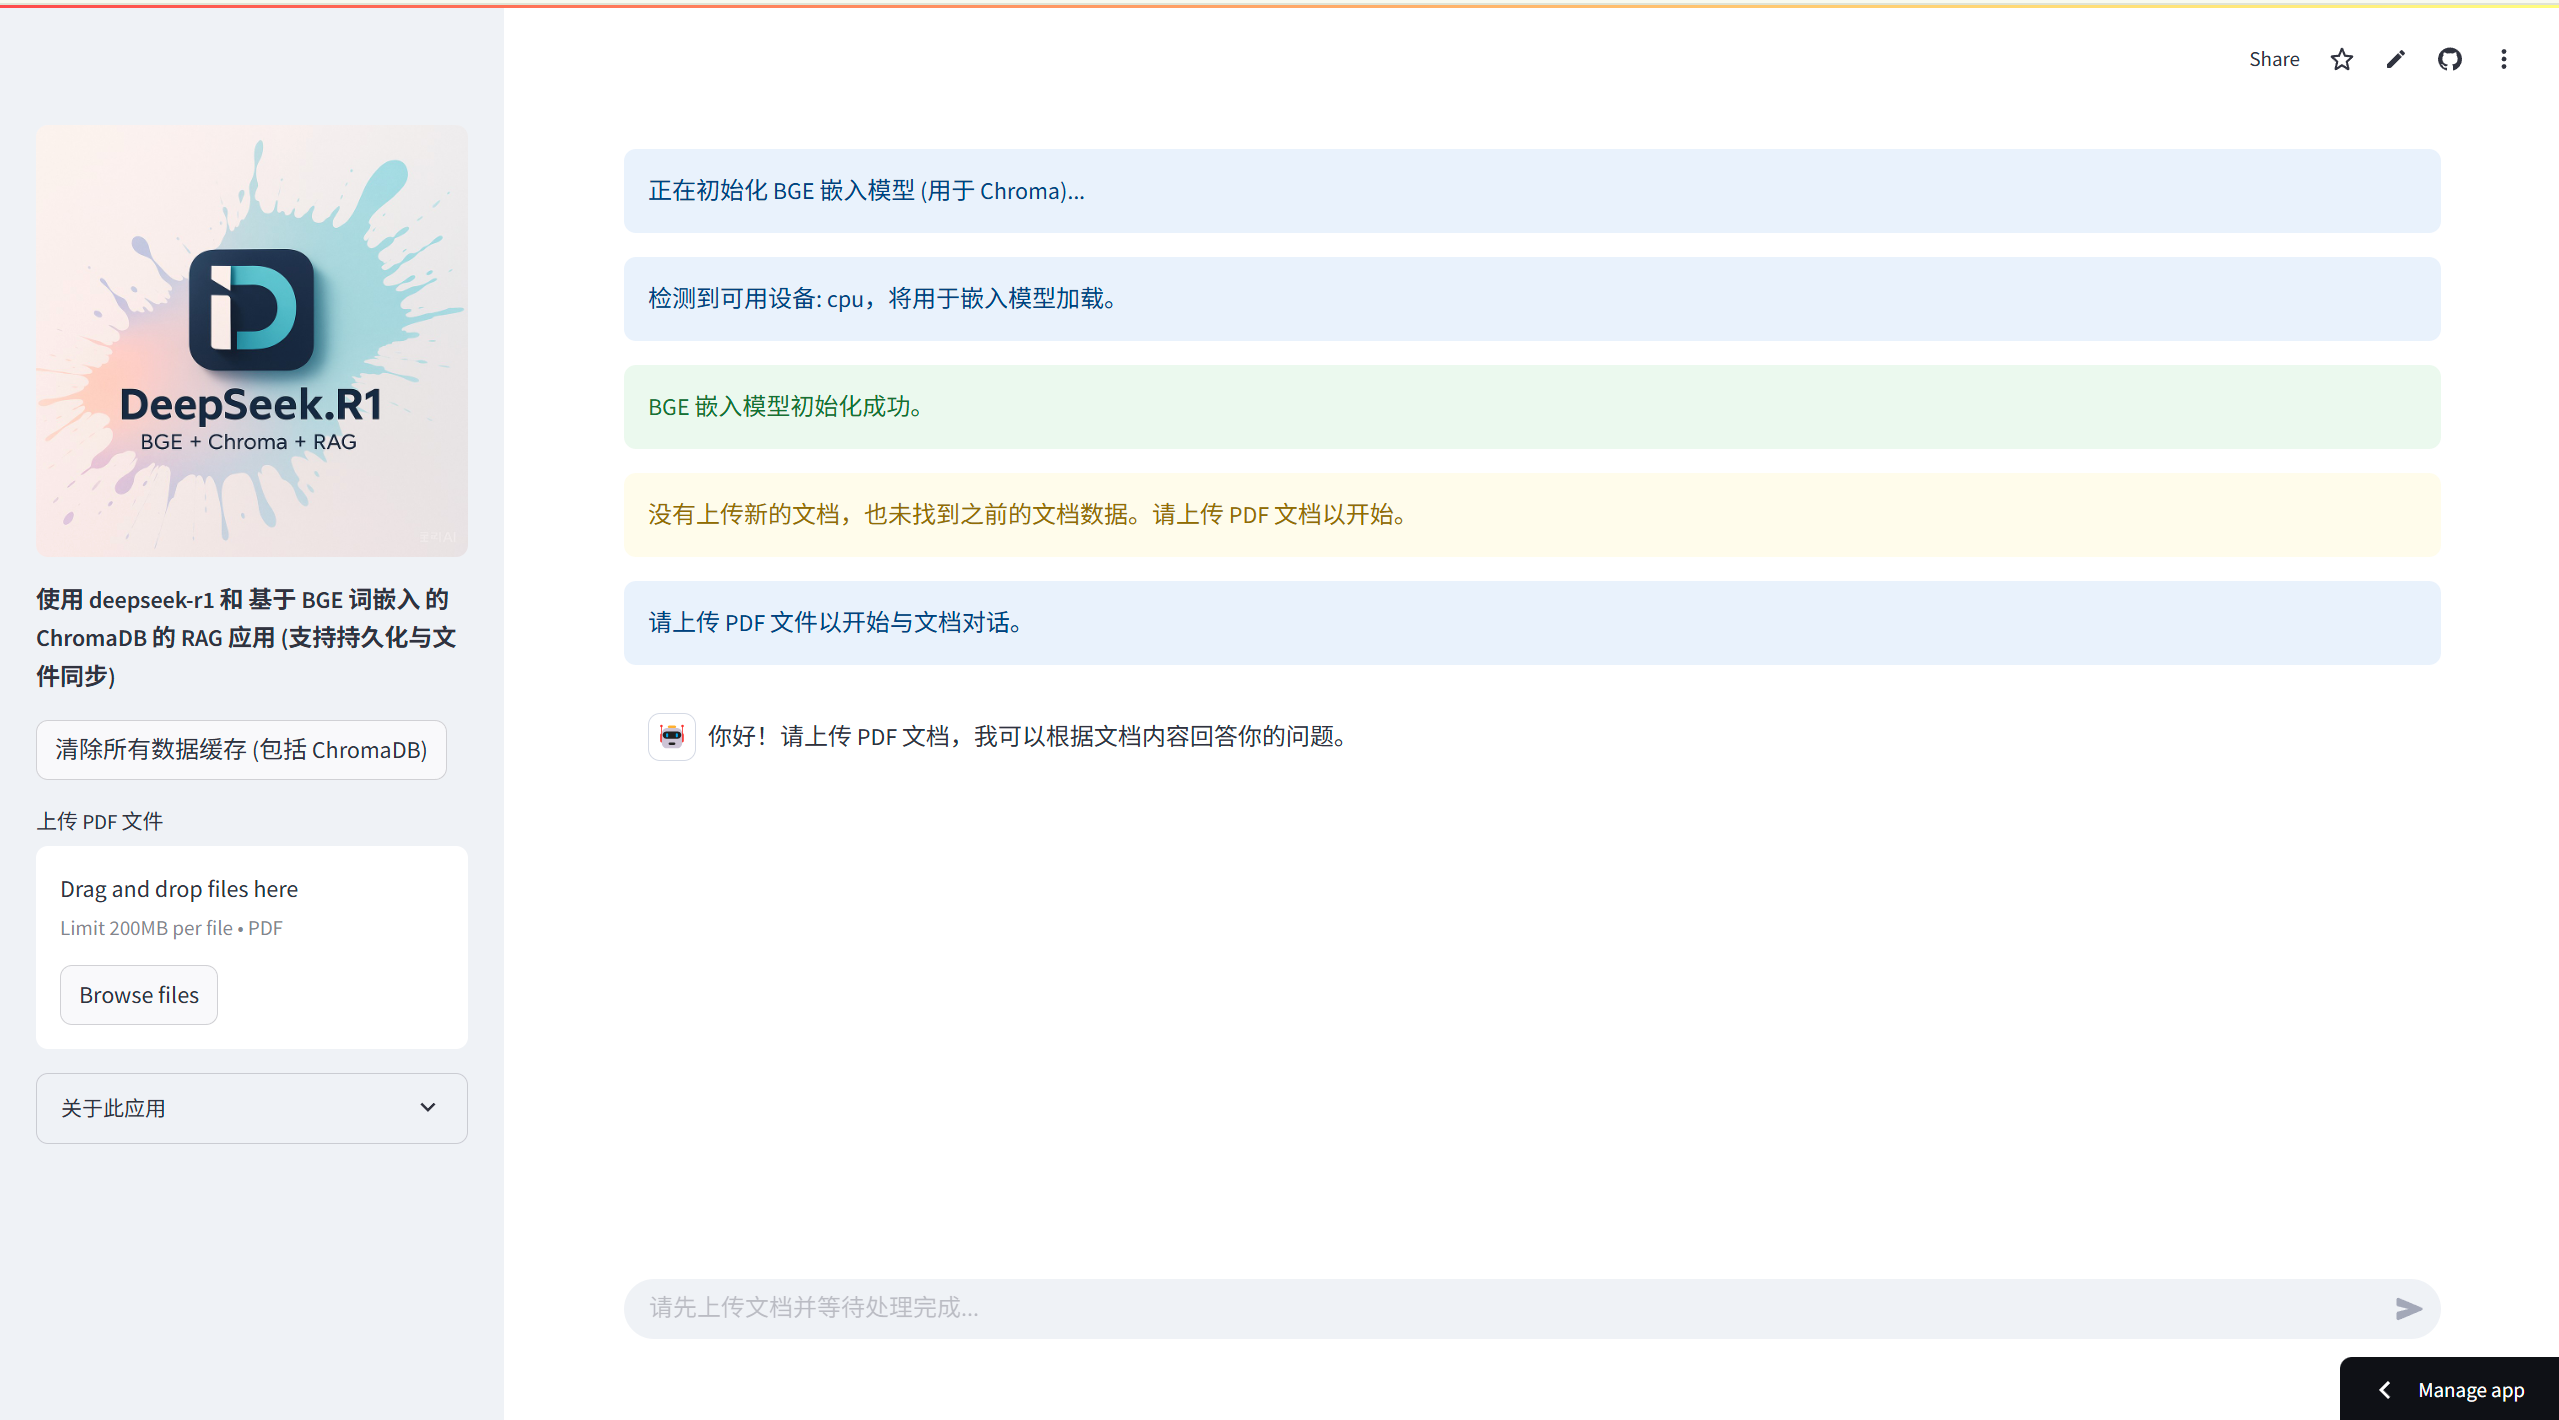 Share
DeepSeek.R1
BGE + Chroma + RAG
使用 deepseek-r1 和 基于 BGE 词嵌入 的
ChromaDB 的 RAG 应用 (支持持久化与文
件同步)
清除所有数据缓存 (包括 ChromaDB)
上传 PDF 文件
Drag and drop files here
Limit 200MB per file • PDF
Browse files
关于此应用
正在初始化 BGE 嵌入模型 (用于 Chroma)...
检测到可用设备: cpu，将用于嵌入模型加载。
BGE 嵌入模型初始化成功。
没有上传新的文档，也未找到之前的文档数据。请上传 PDF 文档以开始。
请上传 PDF 文件以开始与文档对话。
你好！请上传 PDF 文档，我可以根据文档内容回答你的问题。
请先上传文档并等待处理完成...
Manage app